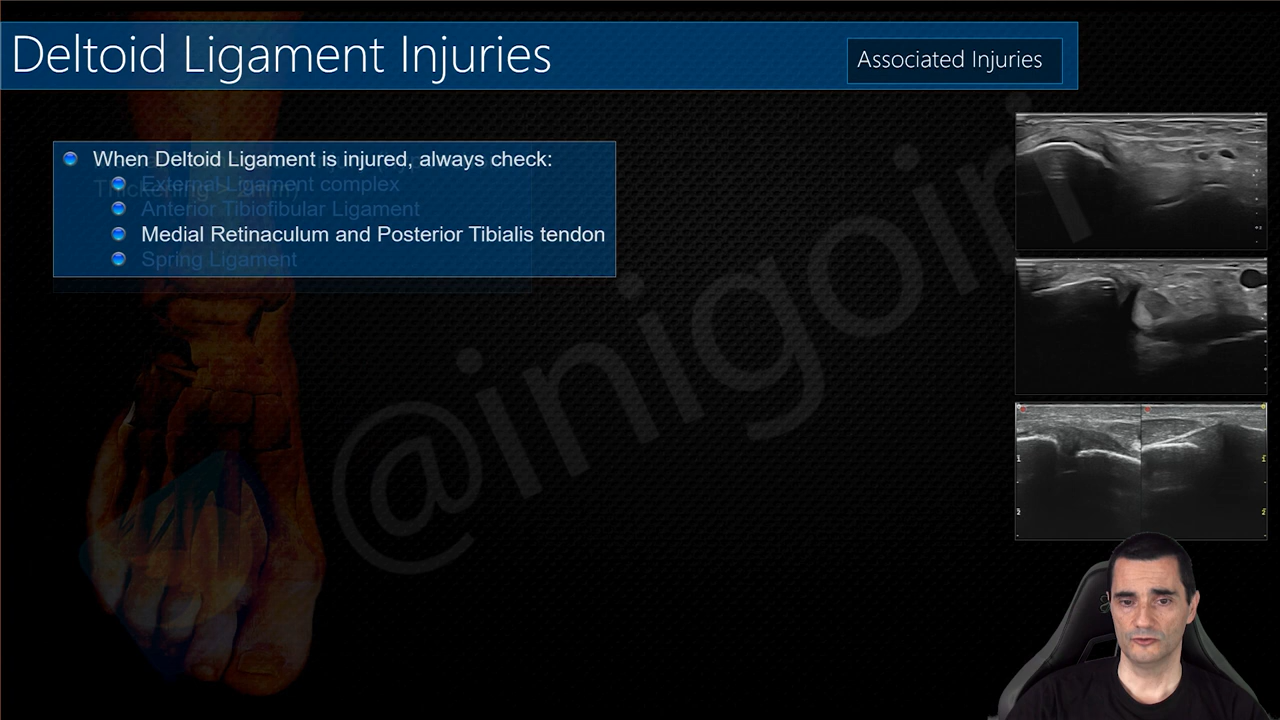 Deltoid Ligament Injuries
Associated Injuries
When Deltoid Ligament is injured, always check:
External Ligament complex
Anterior Tibiofibular Ligament
Medial Retinaculum and Posterior Tibialis tendon
Spring Ligament
@inigoiri